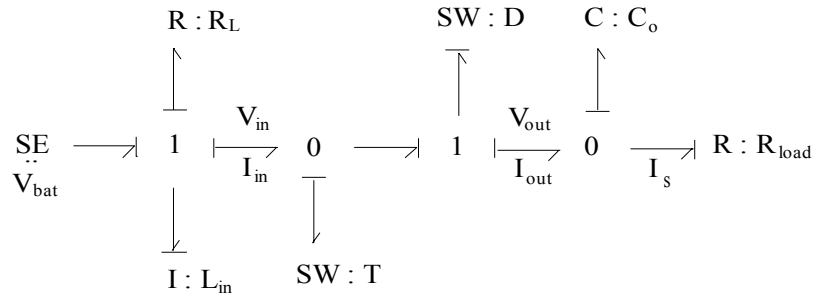 R : R_L
SW : D
C : C_o
V_in
V_out
SE
1
0
1
0
R : R_load
V_bat
I_in
I_out
I_s
I : L_in
SW : T